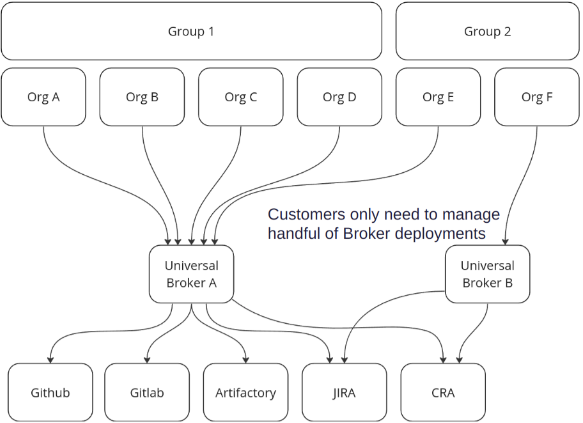 Group 1
Group 2
Org A
Org B
Org C
Org D
Org E
Org F
Customers only need to manage
handful of Broker deployments
Universal
Broker A
Universal
Broker B
Github
Gitlab
Artifactory
JIRA
CRA